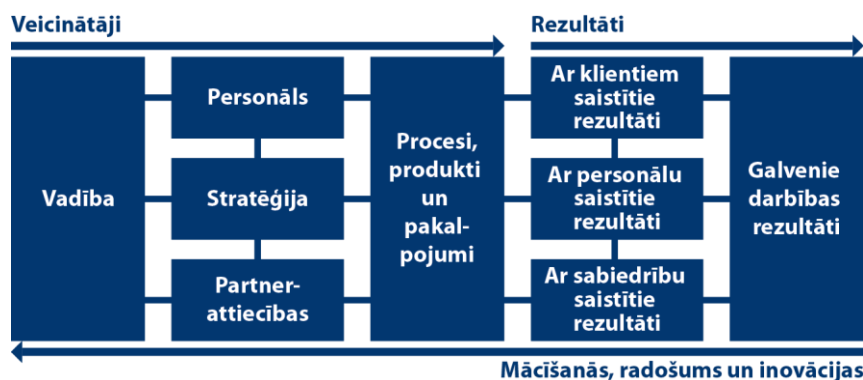 Veicinātāji
Rezultāti
Vadība
Personāls
Stratēģija
Partner-
attiecības
Procesi,
produkti
un
pakal-
pojumi
Ar klientiem
saistītie
rezultāti
Ar personālu
saistītie
rezultāti
Ar sabiedrību
saistītie
rezultāti
Galvenie
darbības
rezultāti
Mācīšanās, radošums un inovācijas